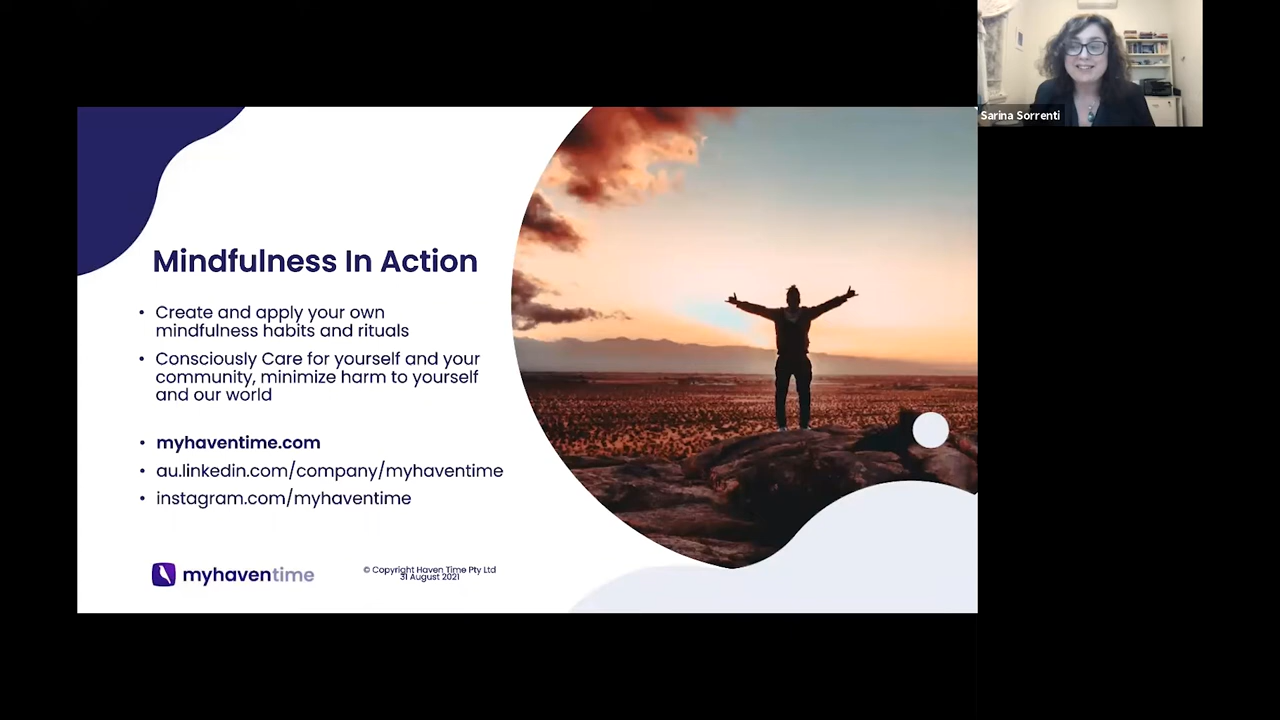 Sarina Sorrenti
Mindfulness In Action
• Create and apply your own
mindfulness habits and rituals
• Consciously Care for yourself and your
community, minimize harm to yourself
and our world
• myhaventime.com
• au.linkedin.com/company/myhaventime
• instagram.com/myhaventime
myhaventime
© Copyright Haven Time Pty Ltd
31 August 2021